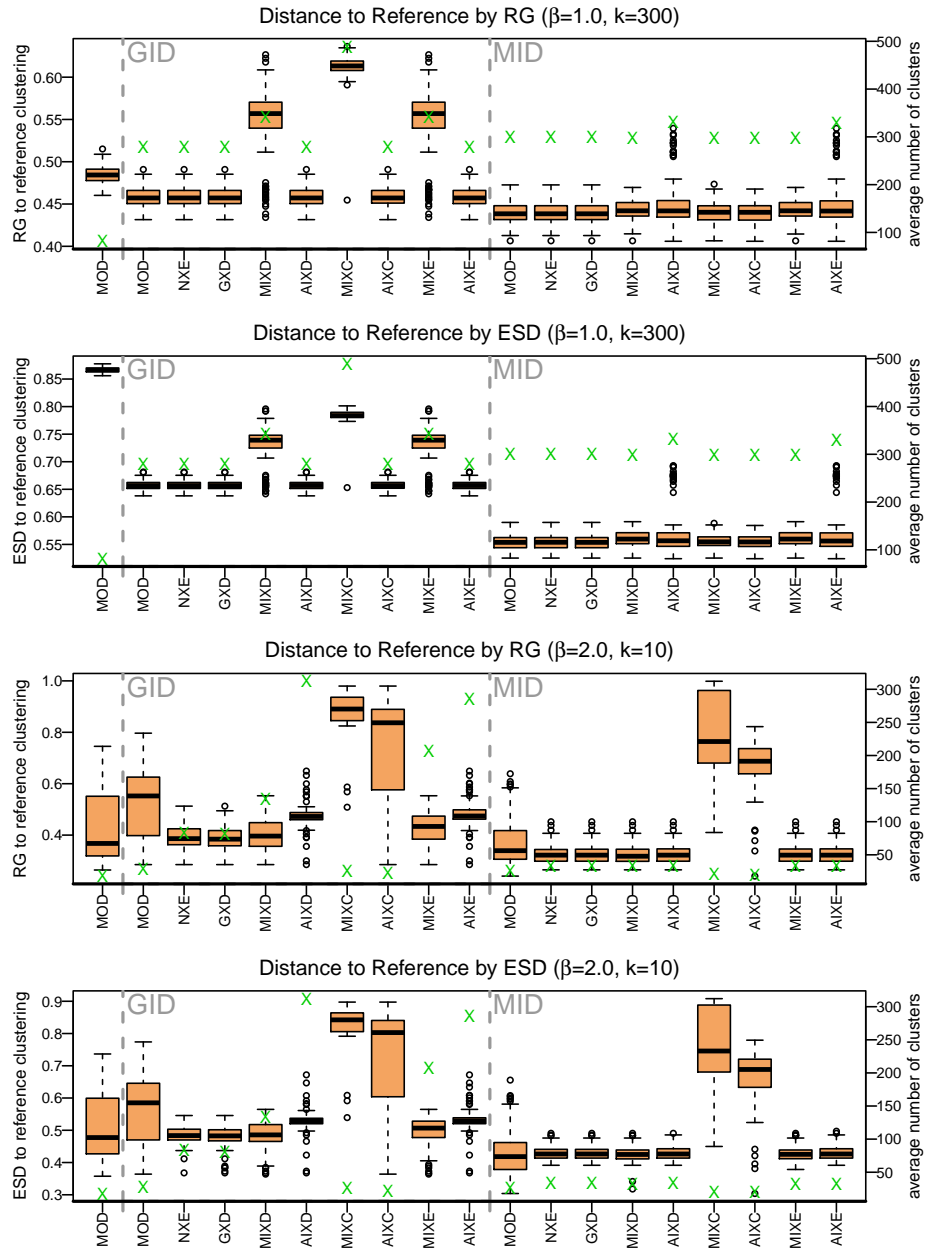 Distance to Reference by RG (β=1.0, k=300)
GID
MID
RG to reference clustering
0.60
0.55
0.50
0.45
0.40
average number of clusters
500
400
300
200
100
MOD MOD NXE GXD MIXD AIXD MIXC AIXC MIXE AIXE MOD NXE GXD MIXD AIXD MIXC AIXC MIXE AIXE
Distance to Reference by ESD (β=1.0, k=300)
GID
MID
ESD to reference clustering
0.85
0.80
0.75
0.70
0.65
0.55
average number of clusters
500
400
300
200
100
MOD MOD NXE GXD MIXD AIXD MIXC AIXC MIXE AIXE MOD NXE GXD MIXD AIXD MIXC AIXC MIXE AIXE
Distance to Reference by RG (β=2.0, k=10)
GID
MID
RG to reference clustering
1.0
0.8
0.6
0.4
average number of clusters
300
250
200
150
100
50
MOD MOD NXE GXD MIXD AIXD MIXC AIXC MIXE AIXE MOD NXE GXD MIXD AIXD MIXC AIXC MIXE AIXE
Distance to Reference by ESD (β=2.0, k=10)
GID
MID
ESD to reference clustering
0.9
0.8
0.7
0.6
0.5
0.4
0.3
average number of clusters
300
250
200
150
100
50
MOD MOD NXE GXD MIXD AIXD MIXC AIXC MIXE AIXE MOD NXE GXD MIXD AIXD MIXC AIXC MIXE AIXE